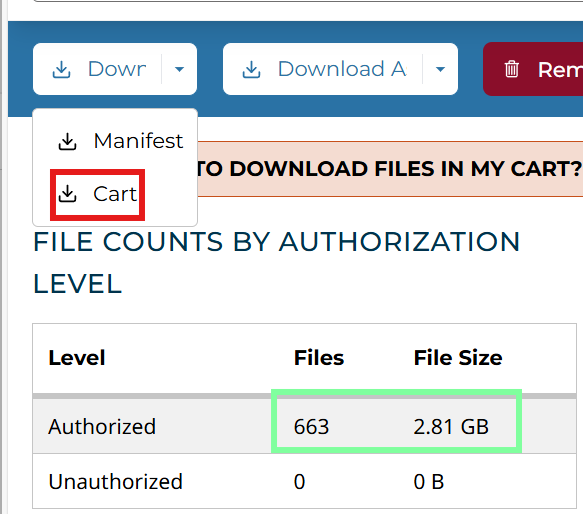 Down Download A Rem
Manifest
TO DOWNLOAD FILES IN MY CART?
Cart
FILE COUNTS BY AUTHORIZATION
LEVEL
Level Files File Size
Authorized 663 2.81 GB
Unauthorized 0 0 B